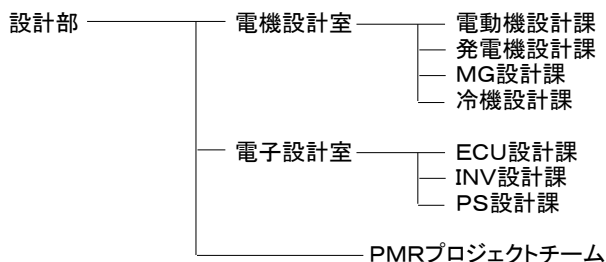 設計部 電機設計室 電動機設計課
発電機設計課
MG設計課
冷機設計課
電子設計室 ECU設計課
INV設計課
PS設計課
PMRプロジェクトチーム